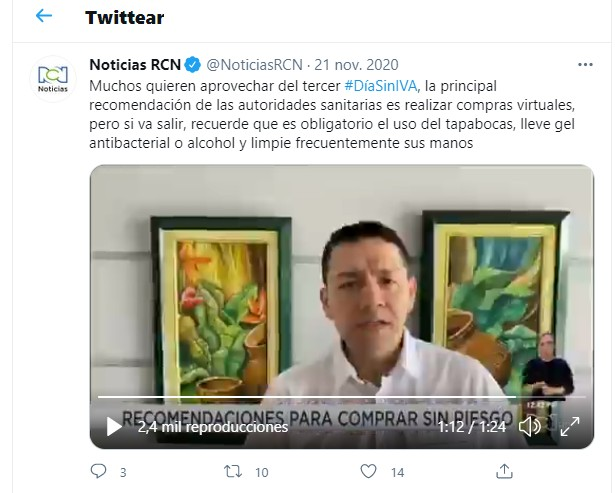 Twittear
Noticias RCN @NoticiasRCN · 21 nov. 2020
RCN
Noticias
Muchos quieren aprovechar del tercer #DíaSinIVA, la principal
recomendación de las autoridades sanitarias es realizar compras virtuales,
pero si va salir, recuerde que es obligatorio el uso del tapabocas, lleve gel
antibacterial o alcohol y limpie frecuentemente sus manos
RECOMENDACIONES PARA COMPRAR SIN RIESGO
2,4 mil reproducciones
1:12 / 1:24
3
10
14